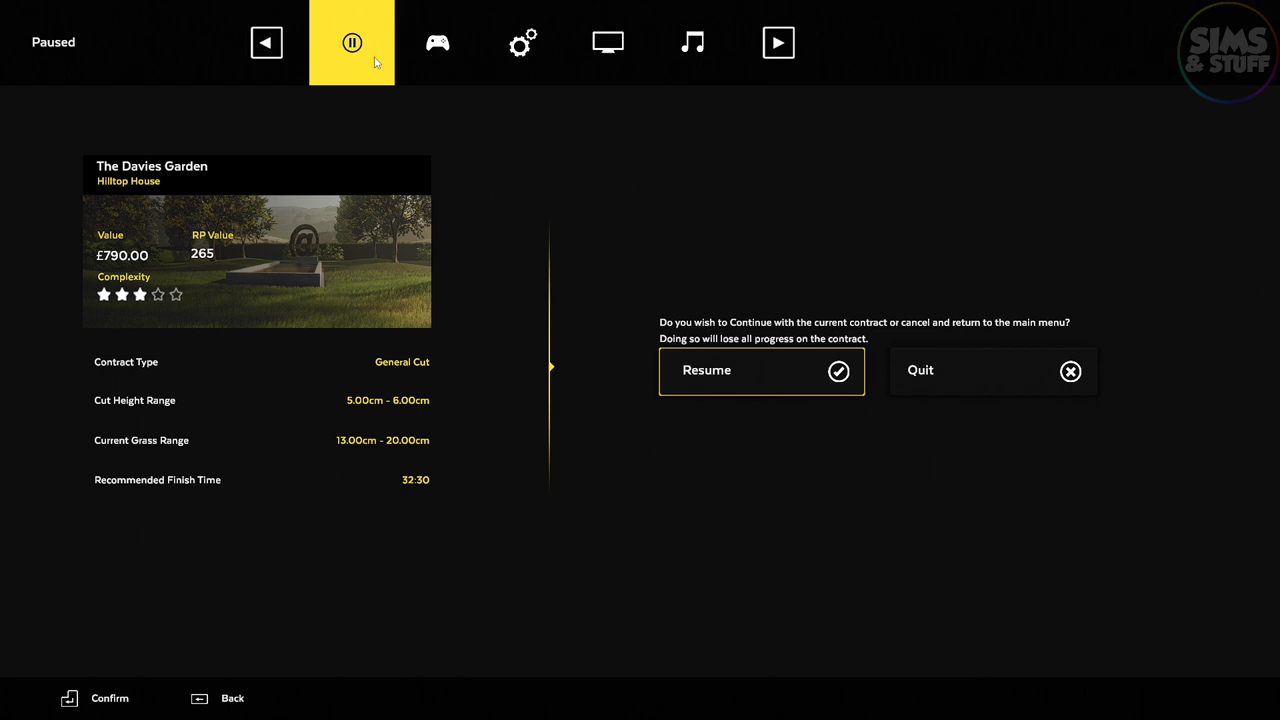 Paused
SIMS
& STUFF
The Davies Garden
Hilltop House
Value
RP Value
£790.00
265
Complexity
Contract Type
General Cut
Cut Height Range
5.00cm - 6.00cm
Current Grass Range
13.00cm - 20.00cm
Recommended Finish Time
32:30
Do you wish to Continue with the current contract or cancel and return to the main menu?
Doing so will lose all progress on the contract.
Resume
Quit
Confirm
Back